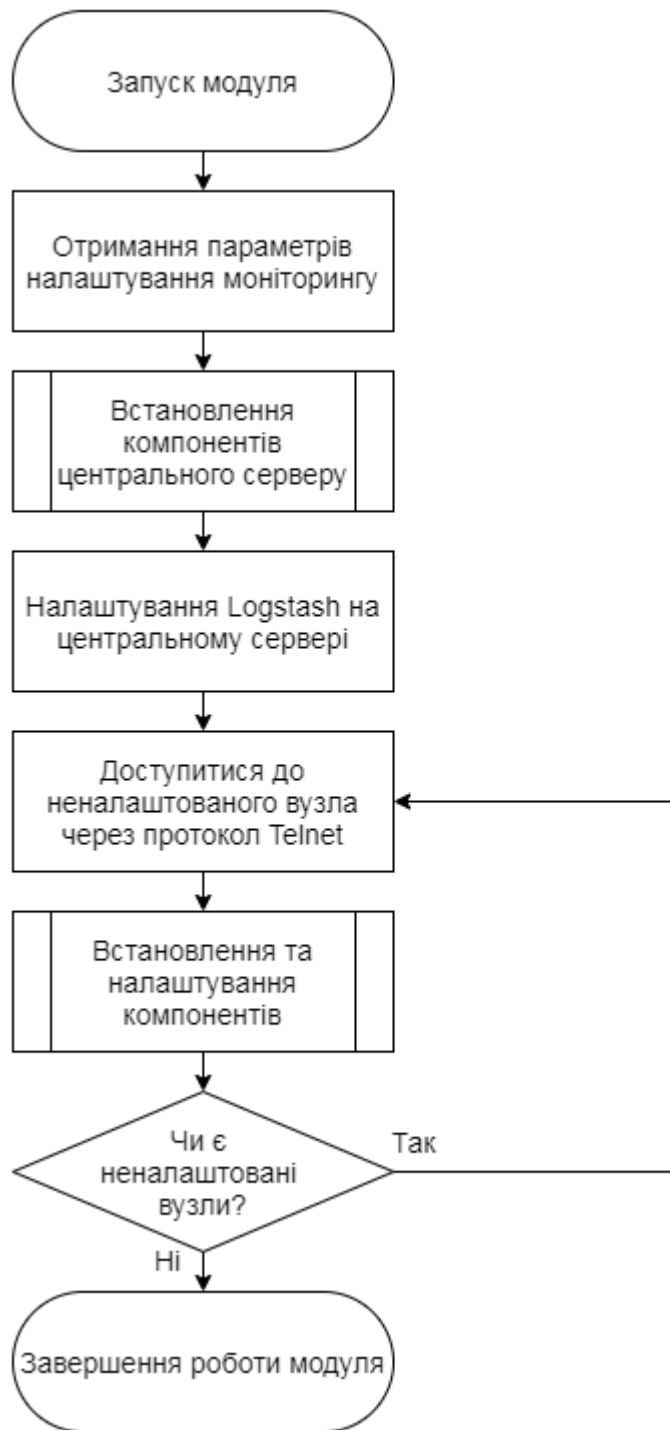 Запуск модуля
Отримання параметрів
налаштування моніторингу
Встановлення
компонентів
центрального серверу
Налаштування Logstash на
центральному сервері
Доступитися до
неналаштованого вузла
через протокол Telnet
Встановлення та
налаштування
компонентів
Чи є
неналаштовані
вузли?
Так
Ні
Завершення роботи модуля